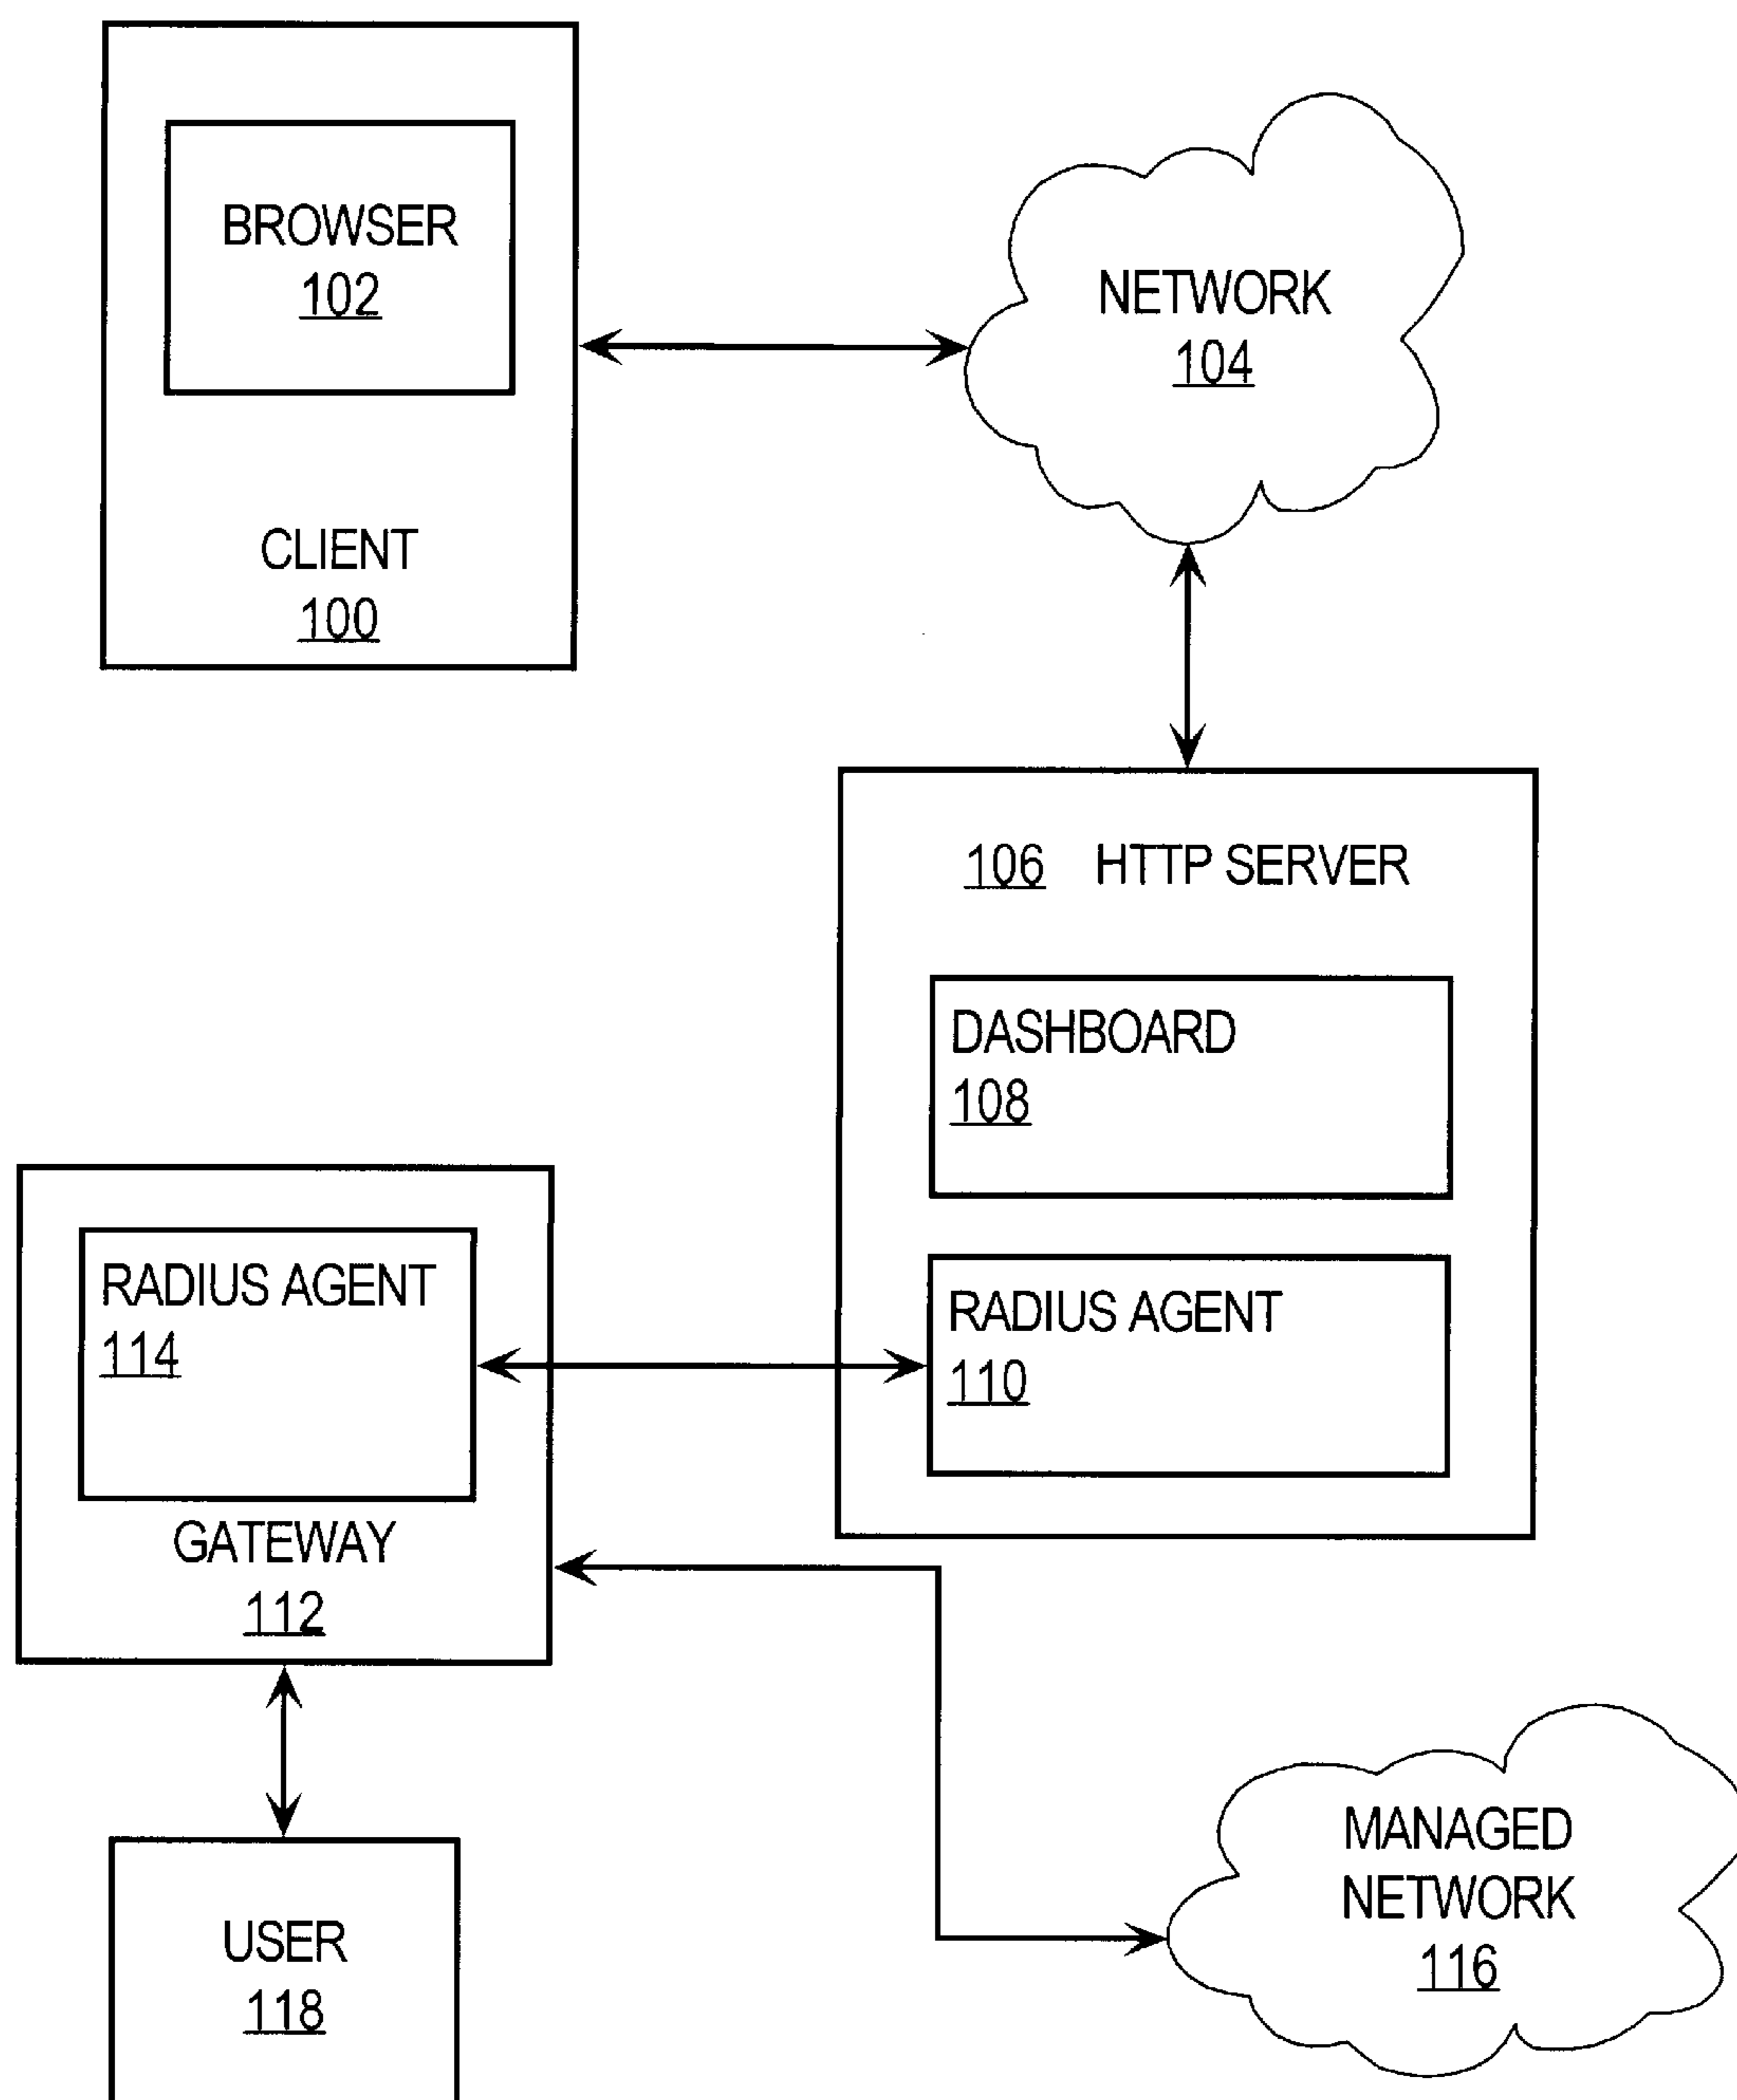 BROWSER
102
CLIENT
100
NETWORK
104
106 HTTP SERVER
DASHBOARD
108
RADIUS AGENT
110
RADIUS AGENT
114
GATEWAY
112
USER
118
MANAGED
NETWORK
116